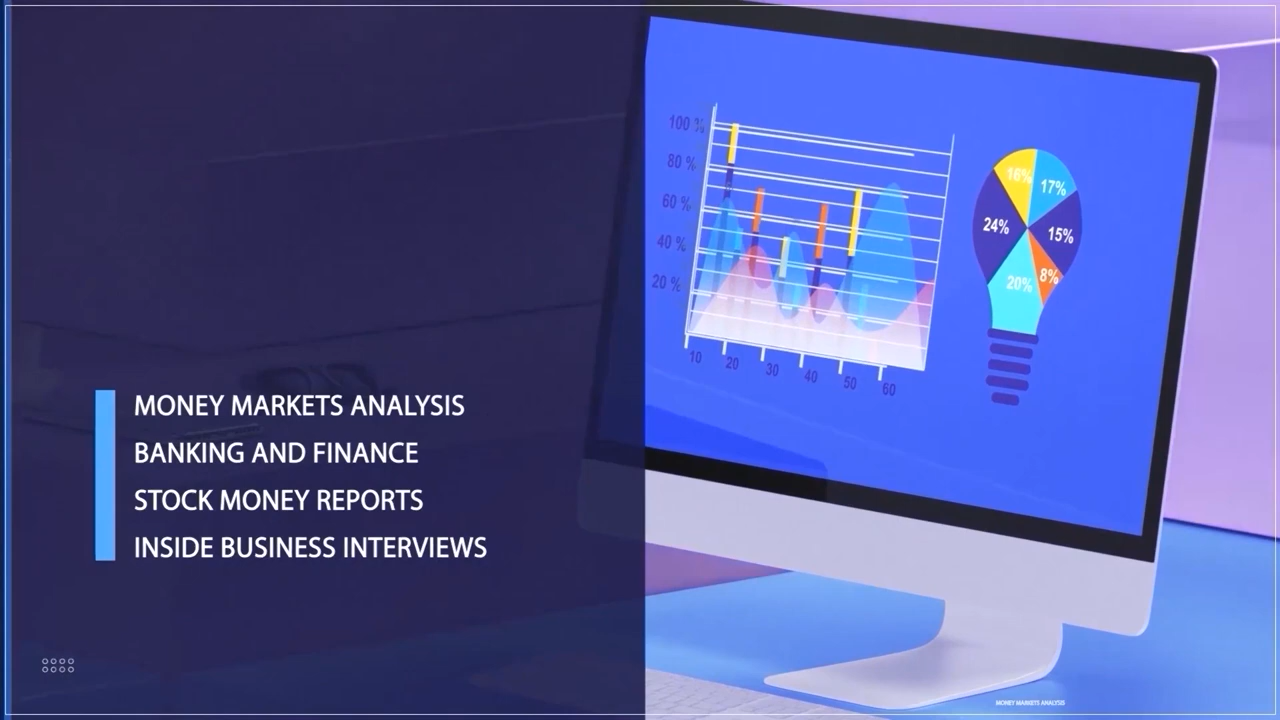 MONEY MARKETS ANALYSIS
BANKING AND FINANCE
STOCK MONEY REPORTS
INSIDE BUSINESS INTERVIEWS
100 %
80 %
60 %
40 %
20 %
10 20 30 40 50 60
16% 17%
24% 15%
20% 8%
MONEY MARKETS ANALYSIS